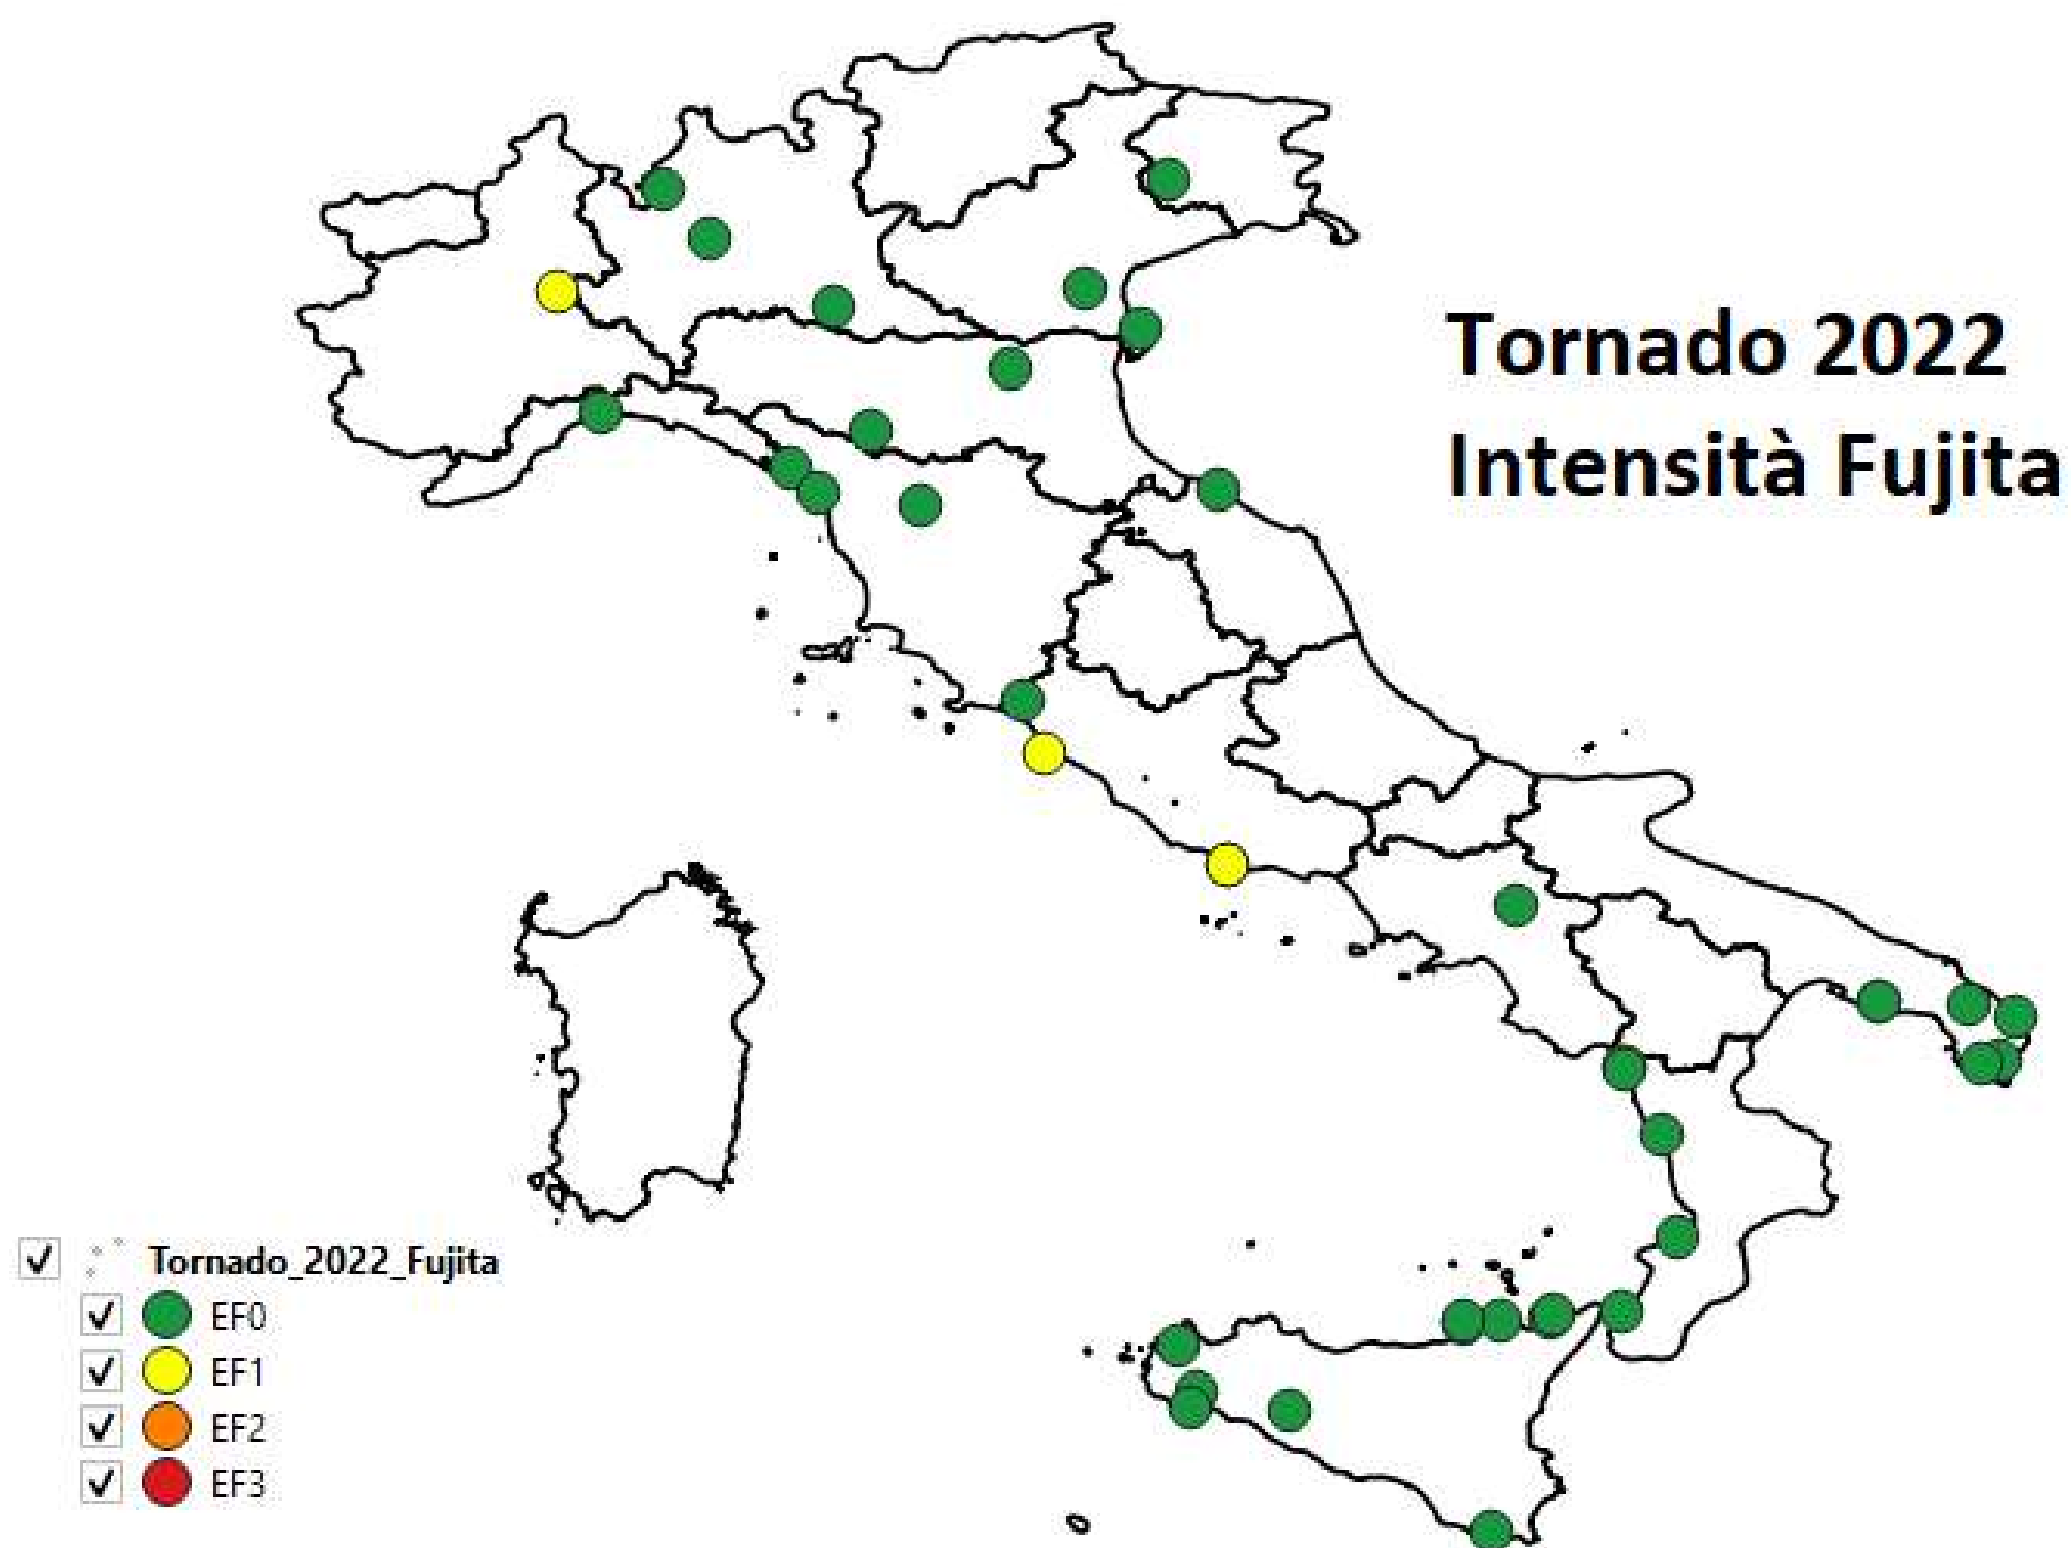 Tornado 2022
Intensità Fujita
Tornado_2022_Fujita
EF0
EF1
EF2
EF3